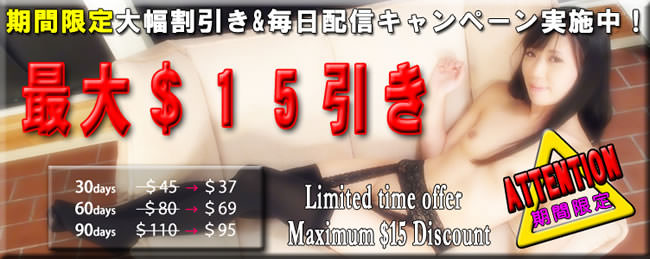 期間限定大幅割引き&毎日配信キャンペーン実施中！
最大＄１５引き
30days $45 → $37
60days $80 → $69
90days $110 → $95
Limited time offer
Maximum $15 Discount
ATTENTION
期間限定